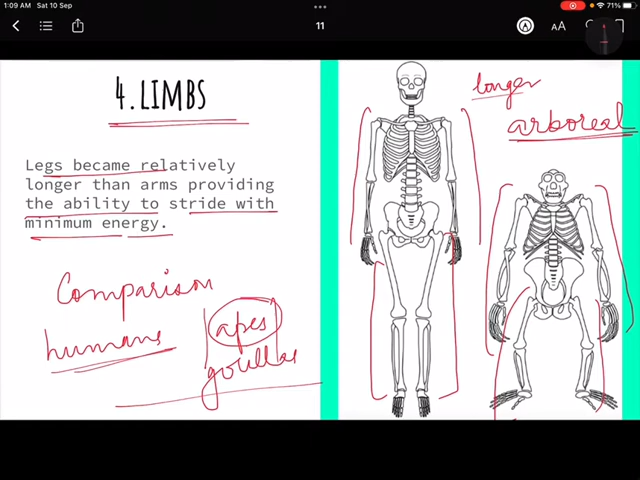 1:09 AM Sat 10 Sep
71%
11
AA
4.LIMBS
Legs became relatively
longer than arms providing
the ability to stride with
minimum energy.
Comparison
humans
apes
gorillas
longer
arboreal